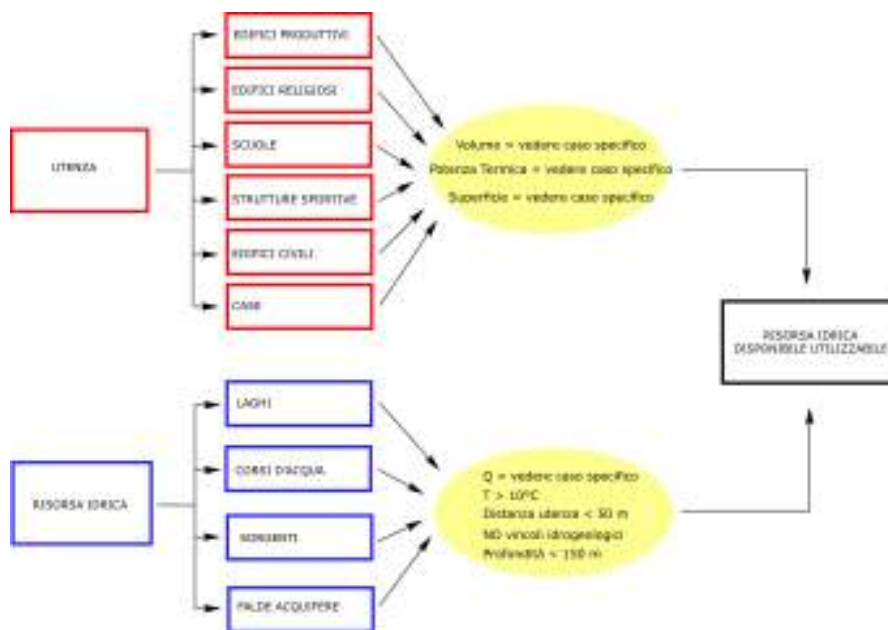 EDIFICI PRODUTTIVI
EDIFICI RELIGIOSI
SCUOLE
STRUTTURE SPORTIVE
EDIFICI CIVILI
CASE
UTENZA
Volume = vedere caso specifico
Potenza Termica = vedere caso specifico
Superficie = vedere caso specifico
RISORSA IDRICA
DISPONIBILE UTILIZZABILE
LAGHI
CORSI D'ACQUA
SORGENTI
FALDE ACQUIFERE
RISORSA IDRICA
Q = vedere caso specifico
T > 10°C
Distanza utenza < 50 m
NO vincoli idrogeologici
Profondità < 150 m